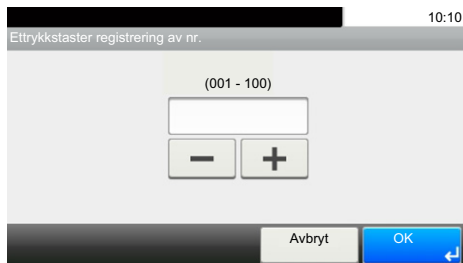 10:10
Ettrykkstaster registrering av nr.
(001 - 100)
Avbryt
OK